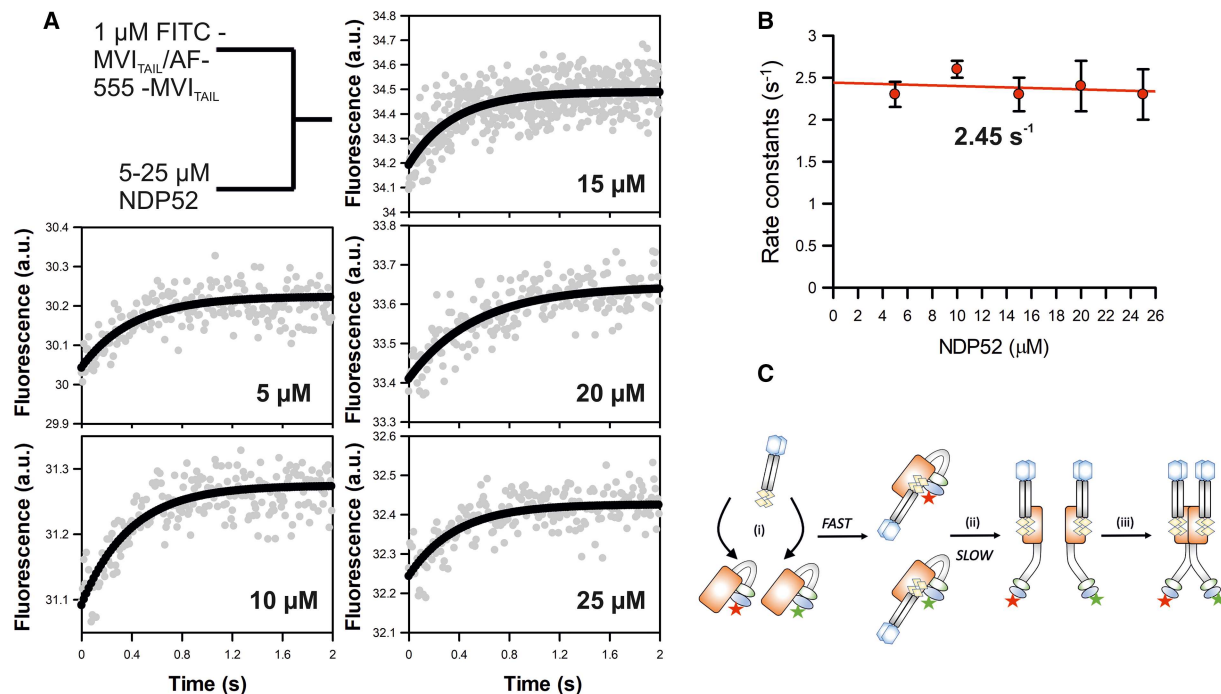 A
1 µM FITC -
MVI_TAIL/AF-
555 -MVI_TAIL
5-25 µM
NDP52
Fluorescence (a.u.)
34.8
34.7
34.6
34.5
34.4
34.3
34.2
34.1
34
0 0.4 0.8 1.2 1.6 2
15 µM
Fluorescence (a.u.)
30.4
30.3
30.2
30.1
30
29.9
5 µM
Fluorescence (a.u.)
33.8
33.7
33.6
33.5
33.4
33.3
20 µM
Fluorescence (a.u.)
31.3
31.2
31.1
10 µM
0 0.4 0.8 1.2 1.6 2
Time (s)
Fluorescence (a.u.)
32.6
32.5
32.4
32.3
32.2
32.1
25 µM
0 0.4 0.8 1.2 1.6 2
Time (s)
B
Rate constants (s⁻¹)
3
2.5
2
1.5
1
0.5
0
2.45 s⁻¹
0 2 4 6 8 10 12 14 16 18 20 22 24 26
NDP52 (µM)
C
(i)
FAST
(ii)
SLOW
(iii)